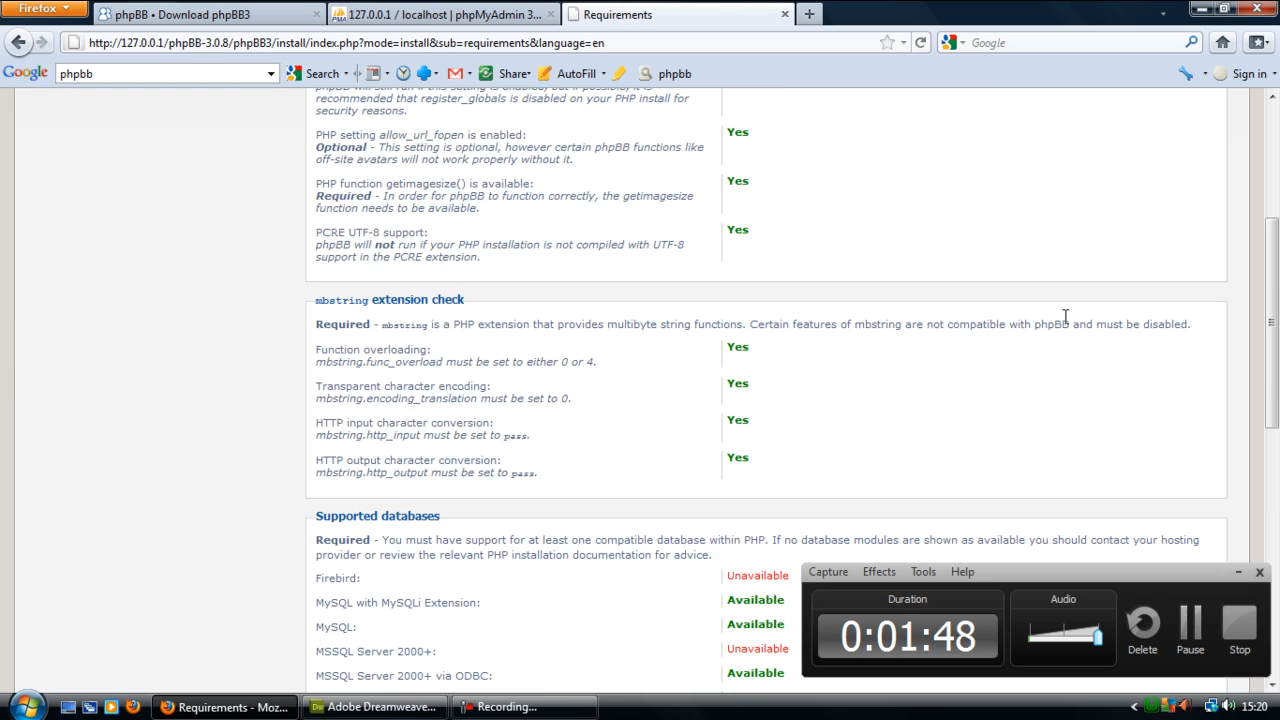 Firefox
phpBB • Download phpBB3
127.0.0.1 / localhost | phpMyAdmin 3...
Requirements
http://127.0.0.1/phpBB-3.0.8/phpBB3/install/index.php?mode=install&sub=requirements&language=en
Google
Google
phpbb
Search
Share
AutoFill
phpbb
Sign in
recommended that register_globals is disabled on your PHP install for
security reasons.
PHP setting allow_url_fopen is enabled:
Yes
Optional - This setting is optional, however certain phpBB functions like
off-site avatars will not work properly without it.
PHP function getimagesize() is available:
Yes
Required - In order for phpBB to function correctly, the getimagesize
function needs to be available.
PCRE UTF-8 support:
Yes
phpBB will not run if your PHP installation is not compiled with UTF-8
support in the PCRE extension.
mbstring extension check
Required - mbstring is a PHP extension that provides multibyte string functions. Certain features of mbstring are not compatible with phpBB and must be disabled.
Function overloading:
Yes
mbstring.func_overload must be set to either 0 or 4.
Transparent character encoding:
Yes
mbstring.encoding_translation must be set to 0.
HTTP input character conversion:
Yes
mbstring.http_input must be set to pass.
HTTP output character conversion:
Yes
mbstring.http_output must be set to pass.
Supported databases
Required - You must have support for at least one compatible database within PHP. If no database modules are shown as available you should contact your hosting
provider or review the relevant PHP installation documentation for advice.
Firebird:
Unavailable
MySQL with MySQLi Extension:
Available
MySQL:
Available
MSSQL Server 2000+:
Unavailable
MSSQL Server 2000+ via ODBC:
Available
Capture
Effects
Tools
Help
Duration
Audio
0:01:48
Delete
Pause
Stop
Requirements - Moz...
Adobe Dreamweave...
Recording...
15:20